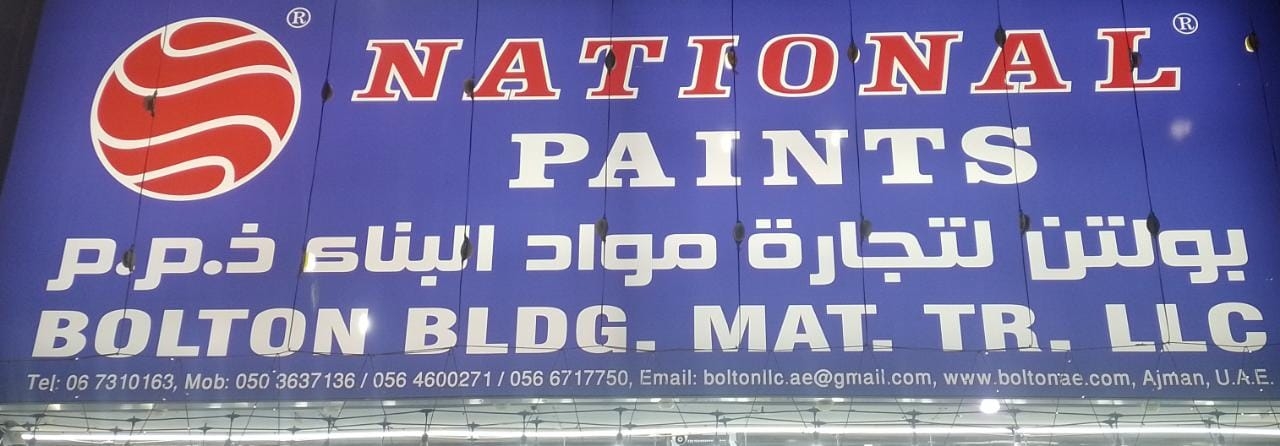 ® NATIONAL ®
PAINTS
بولتن لتجارة مواد البناء ذ.م.م
BOLTON BLDG. MAT. TR. LLC
Tel: 06 7310163, Mob: 050 3637136 / 056 4600271 / 056 6717750, Email: boltonllc.ae@gmail.com, www.boltonae.com, Ajman, U.A.E.